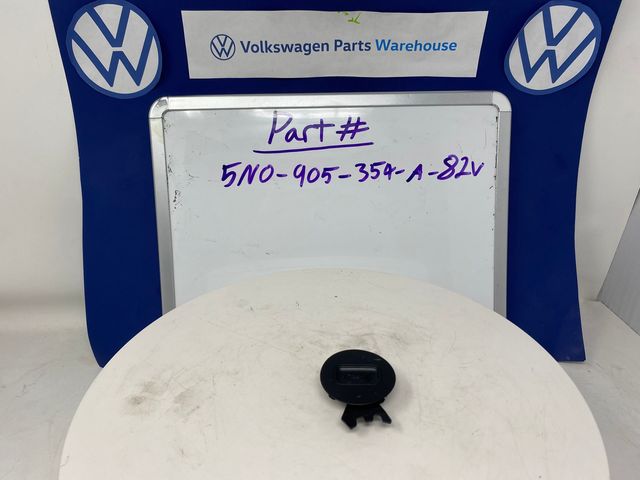 Volkswagen Parts Warehouse
Part#
5N0-905-354-A-82V